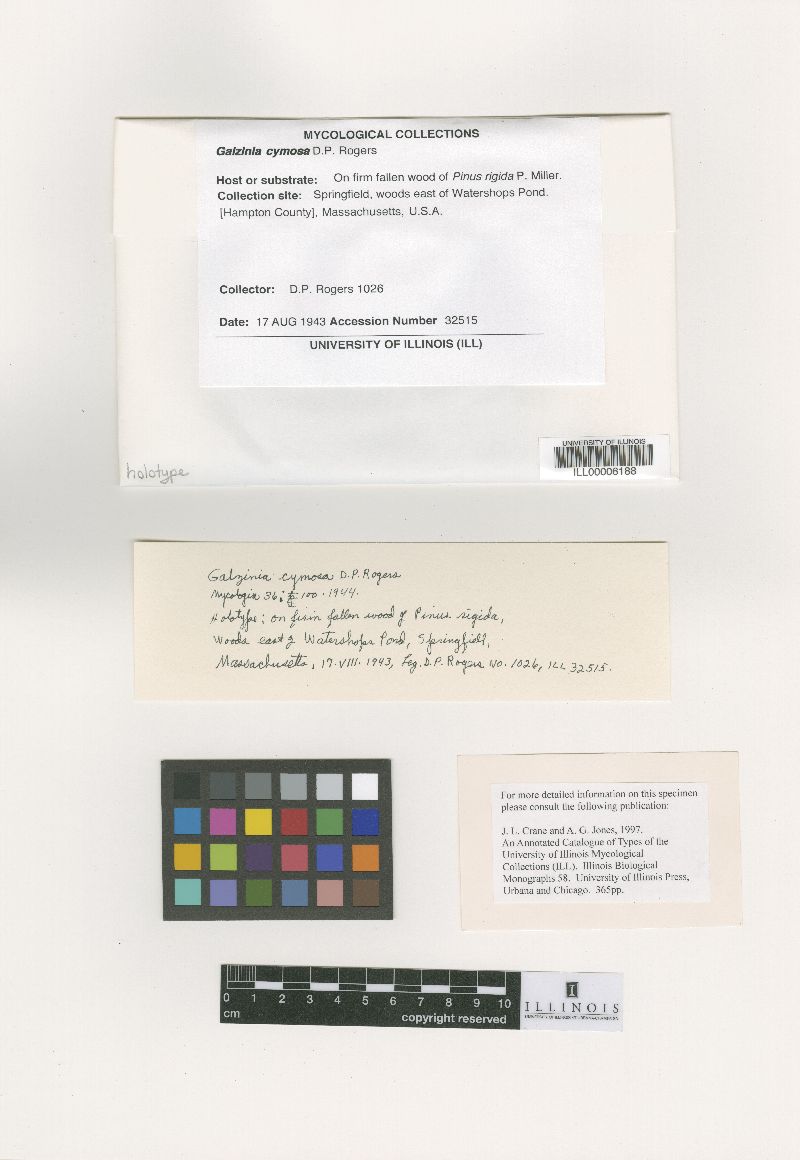 MYCOLOGICAL COLLECTIONS
Galzinia cymosa D.P. Rogers
Host or substrate: On firm fallen wood of Pinus rigida P. Miller.
Collection site: Springfield, woods east of Watershops Pond.
[Hampton County], Massachusetts, U.S.A.
Collector: D.P. Rogers 1026
Date: 17 AUG 1943 Accession Number 32515
UNIVERSITY OF ILLINOIS (ILL)
UNIVERSITY OF ILLINOIS
ILL00006188
holotype
Galzinia cymosa D.P. Rogers
Mycologia 36: 100. 1944.
Holotype; on firm fallen wood of Pinus rigida,
Woods east of Watershops Pond, Springfield,
Massachusetts, 17.VIII.1943, Leg. D.P. Rogers No. 1026, ILL 32515.
For more detailed information on this specimen
please consult the following publication:
J. L. Crane and A. G. Jones, 1997.
An Annotated Catalogue of Types of the
University of Illinois Mycological
Collections (ILL). Illinois Biological
Monographs 58. University of Illinois Press,
Urbana and Chicago. 365pp.
0 1 2 3 4 5 6 7 8 9 10
cm
copyright reserved
I
ILLINOIS
UNIVERSITY OF ILLINOIS AT URBANA-CHAMPAIGN